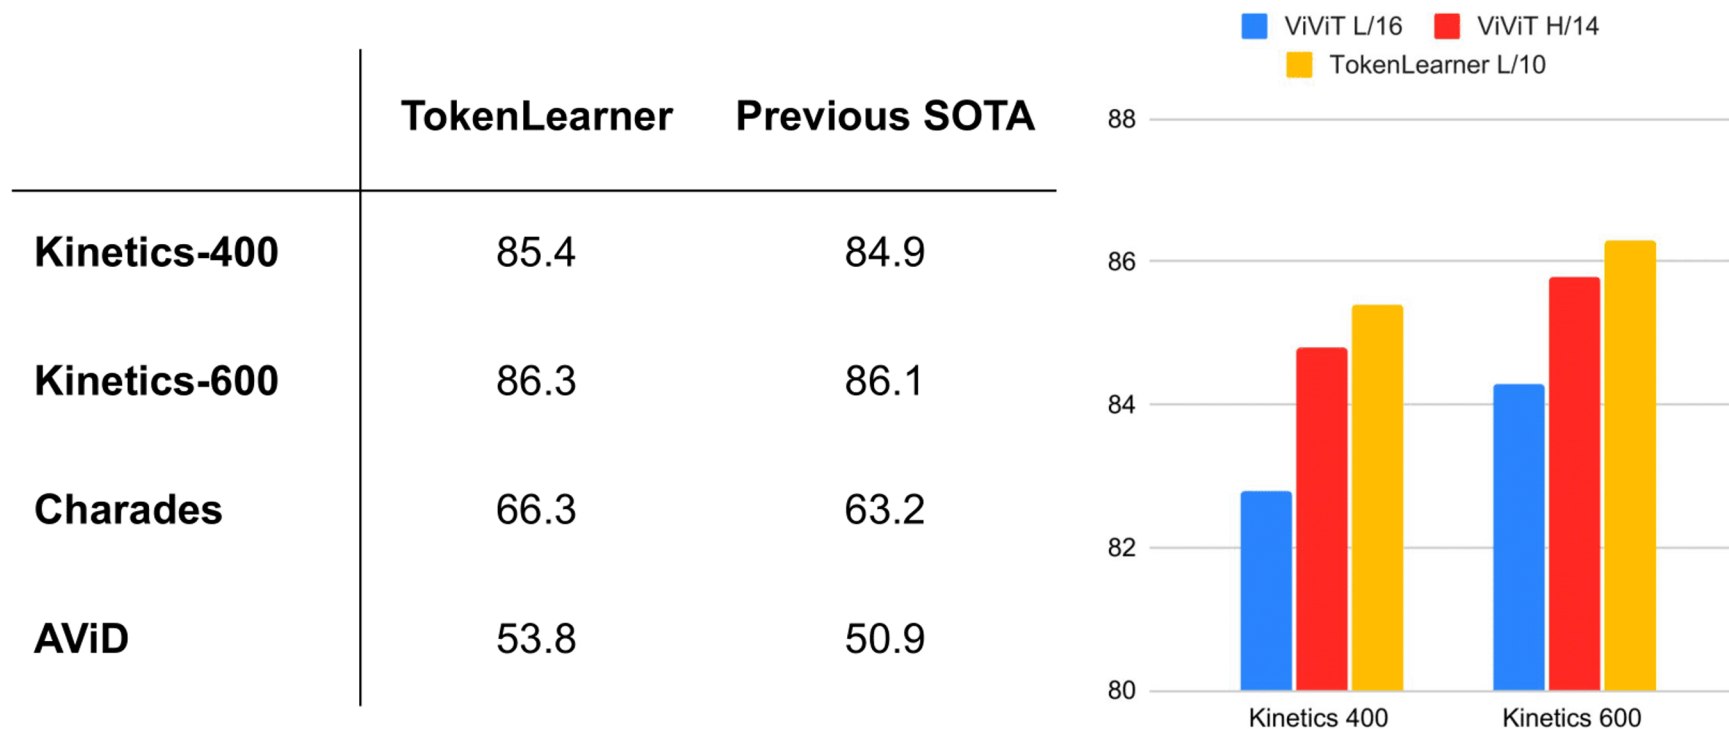 TokenLearner Previous SOTA
Kinetics-400 85.4 84.9
Kinetics-600 86.3 86.1
Charades 66.3 63.2
AViD 53.8 50.9
ViViT L/16 ViViT H/14
TokenLearner L/10
88
86
84
82
80
Kinetics 400 Kinetics 600